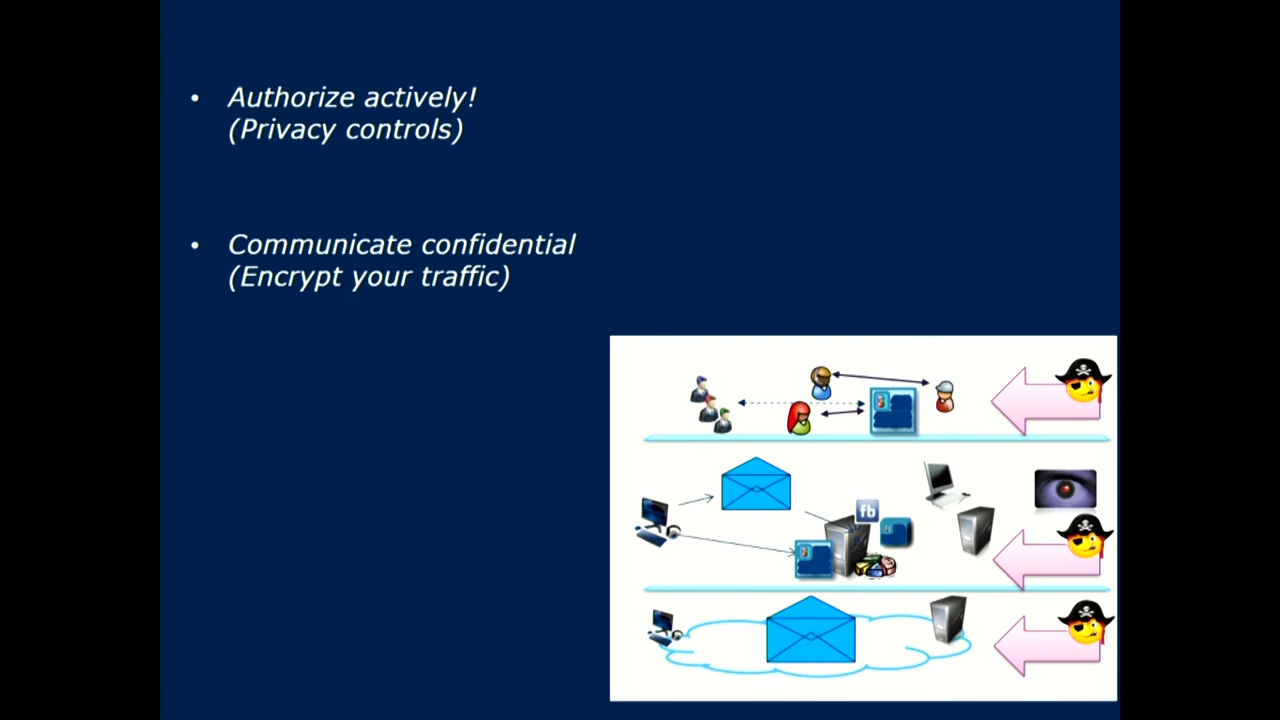 • Authorize actively!
(Privacy controls)
• Communicate confidential
(Encrypt your traffic)
fb